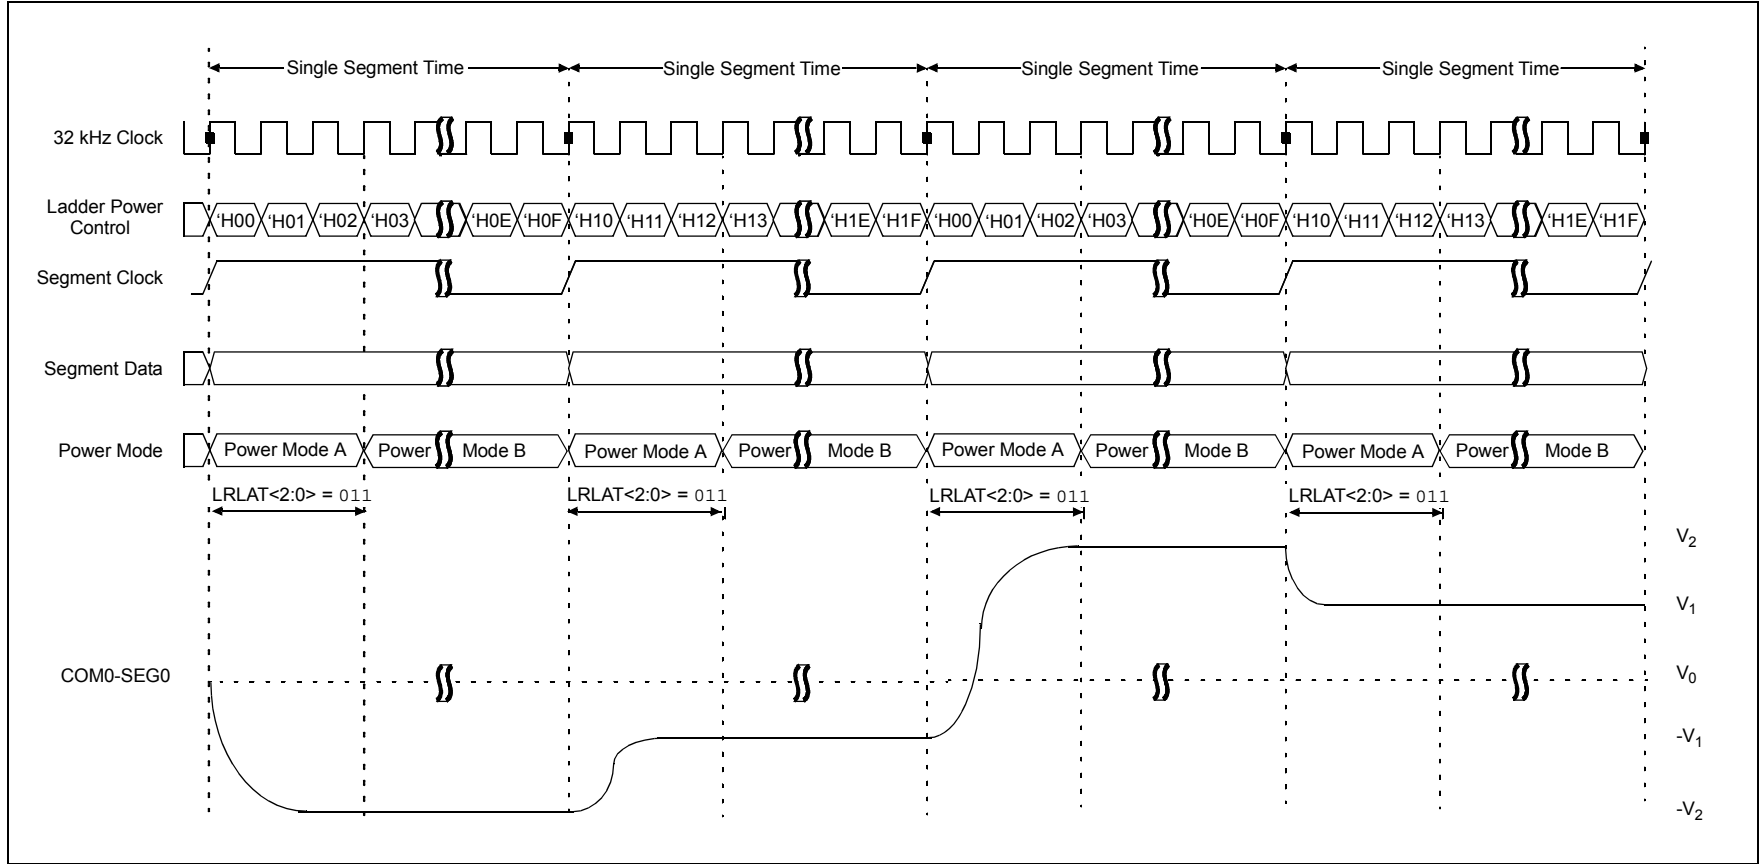 Single Segment Time Single Segment Time Single Segment Time Single Segment Time
32 kHz Clock
Ladder Power
Control
‘H00 ‘H01 ‘H02 ‘H03 ‘H0E ‘H0F ‘H10 ‘H11 ‘H12 ‘H13 ‘H1E ‘H1F ‘H00 ‘H01 ‘H02 ‘H03 ‘H0E ‘H0F ‘H10 ‘H11 ‘H12 ‘H13 ‘H1E ‘H1F
Segment Clock
Segment Data
Power Mode
Power Mode A Power Mode B Power Mode A Power Mode B Power Mode A Power Mode B Power Mode A Power Mode B
LRLAT<2:0> = 011 LRLAT<2:0> = 011 LRLAT<2:0> = 011 LRLAT<2:0> = 011
V2
V1
COM0-SEG0
V0
-V1
-V2